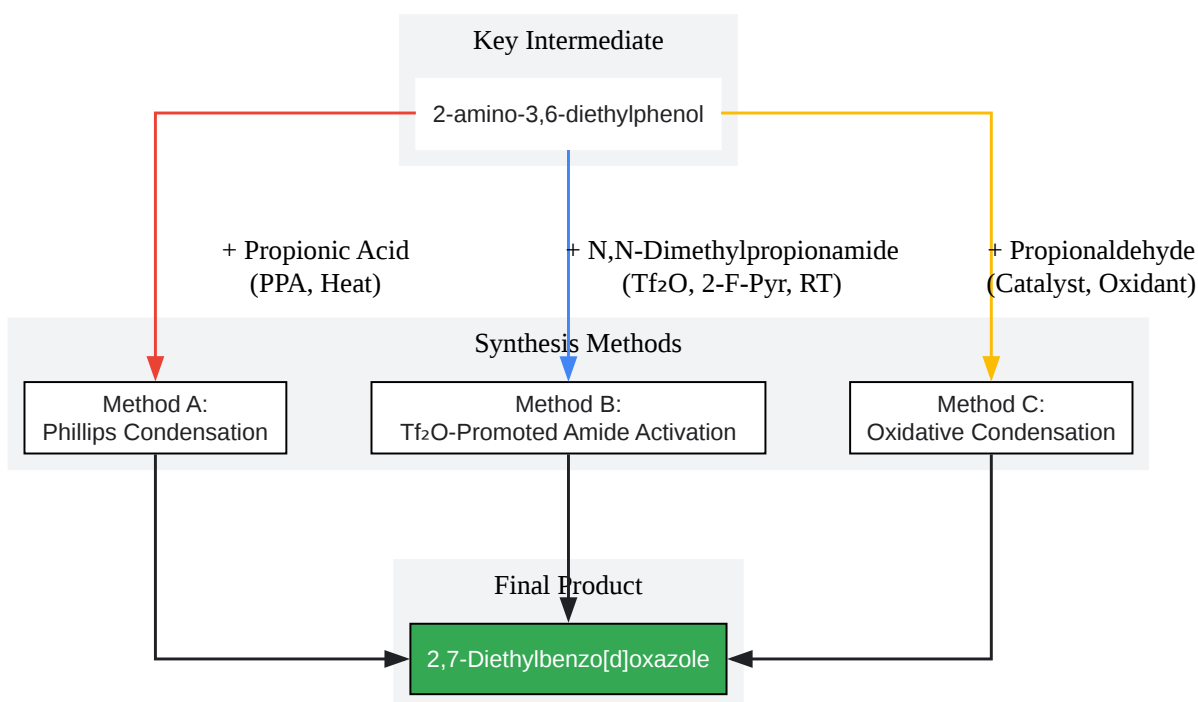 Key Intermediate
2-amino-3,6-diethylphenol
+ Propionic Acid
(PPA, Heat)
+ N,N-Dimethylpropionamide
(Tf₂O, 2-F-Pyr, RT)
+ Propionaldehyde
(Catalyst, Oxidant)
Synthesis Methods
Method A:
Phillips Condensation
Method B:
Tf₂O-Promoted Amide Activation
Method C:
Oxidative Condensation
Final Product
2,7-Diethylbenzo[d]oxazole